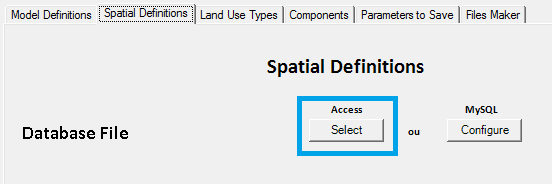 Model Definitions Spatial Definitions Land Use Types Components Parameters to Save Files Maker
Spatial Definitions
Access MySQL
Database File Select ou Configure